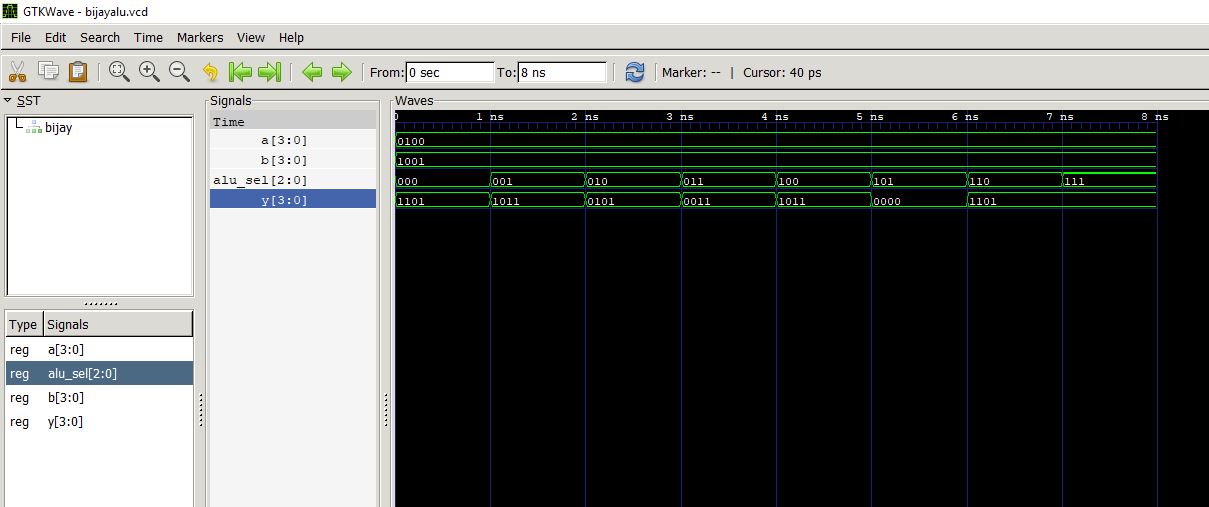 GTKWave - bijayalu.vcd
File Edit Search Time Markers View Help
From: 0 sec To: 8 ns Marker: -- | Cursor: 40 ps
SST
bijay
Type Signals
reg a[3:0]
reg alu_sel[2:0]
reg b[3:0]
reg y[3:0]
Signals
Time
a[3:0]
b[3:0]
alu_sel[2:0]
y[3:0]
Waves
0 1 ns 2 ns 3 ns 4 ns 5 ns 6 ns 7 ns 8 ns
0100
1001
000 001 010 011 100 101 110 111
1101 1011 0101 0011 1011 0000 1101